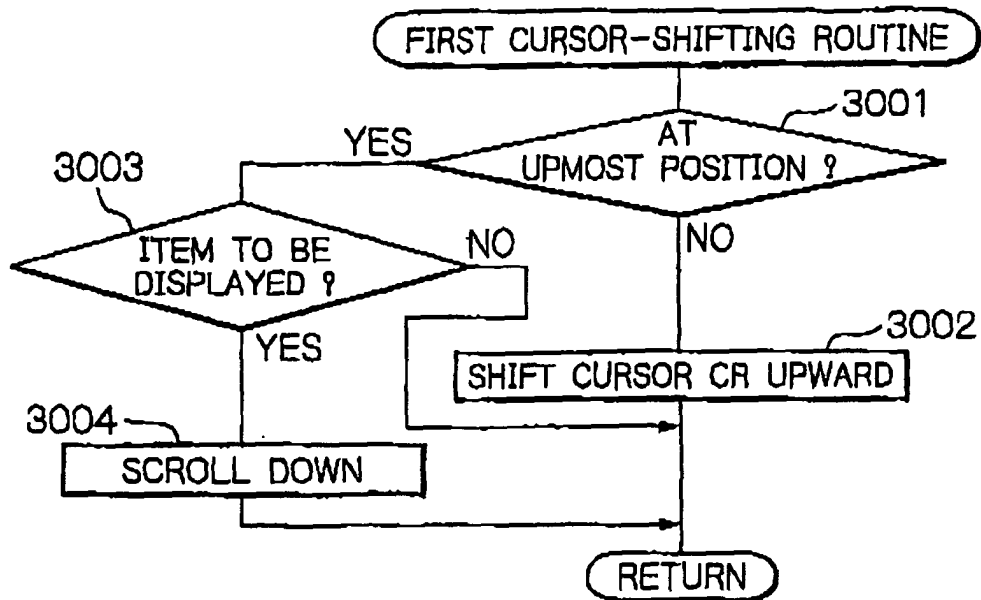 FIRST CURSOR-SHIFTING ROUTINE
3001
AT
UPMOST POSITION ?
YES
NO
3003
ITEM TO BE
DISPLAYED ?
NO
YES
3002
SHIFT CURSOR CR UPWARD
3004
SCROLL DOWN
RETURN